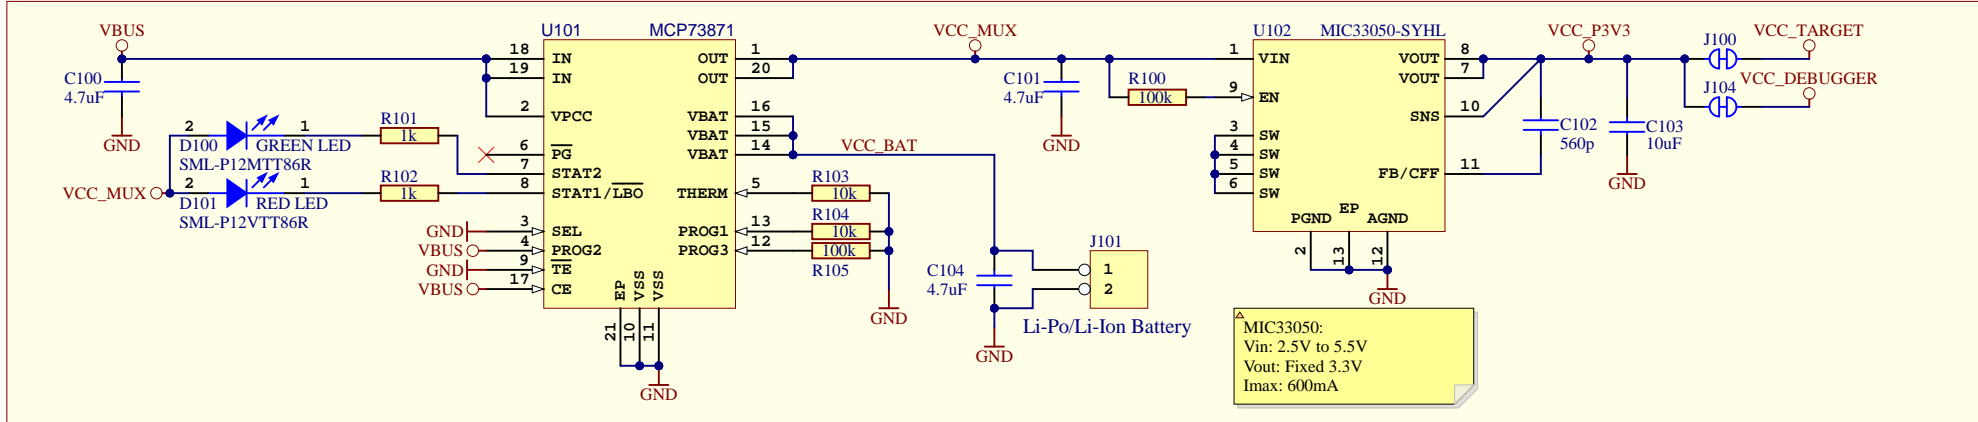 VBUS
C100
4.7uF
GND
VCC_MUX
2
1
D100
GREEN LED
SML-P12MTT86R
2
1
D101
RED LED
SML-P12VTT86R
R101
1k
R102
1k
GND
VBUS
GND
VBUS
U101
MCP73871
18
IN
19
IN
2
VPCC
6
PG
7
STAT2
8
STAT1/LBO
3
SEL
4
PROG2
9
TE
17
CE
OUT
1
OUT
20
VBAT
16
VBAT
15
VBAT
14
THERM
5
PROG1
13
PROG3
12
EP
VSS
VSS
21
10
11
GND
R103
10k
R104
10k
100k
R105
GND
VCC_BAT
C104
4.7uF
GND
J101
1
2
Li-Po/Li-Ion Battery
VCC_MUX
C101
4.7uF
GND
R100
100k
U102
MIC33050-SYHL
1
VIN
9
EN
3
SW
4
SW
5
SW
6
SW
VOUT
8
VOUT
7
SNS
10
FB/CFF
11
PGND
EP
AGND
2
13
12
GND
VCC_P3V3
C102
560p
C103
10uF
GND
J100
VCC_TARGET
J104
VCC_DEBUGGER
MIC33050:
Vin: 2.5V to 5.5V
Vout: Fixed 3.3V
Imax: 600mA